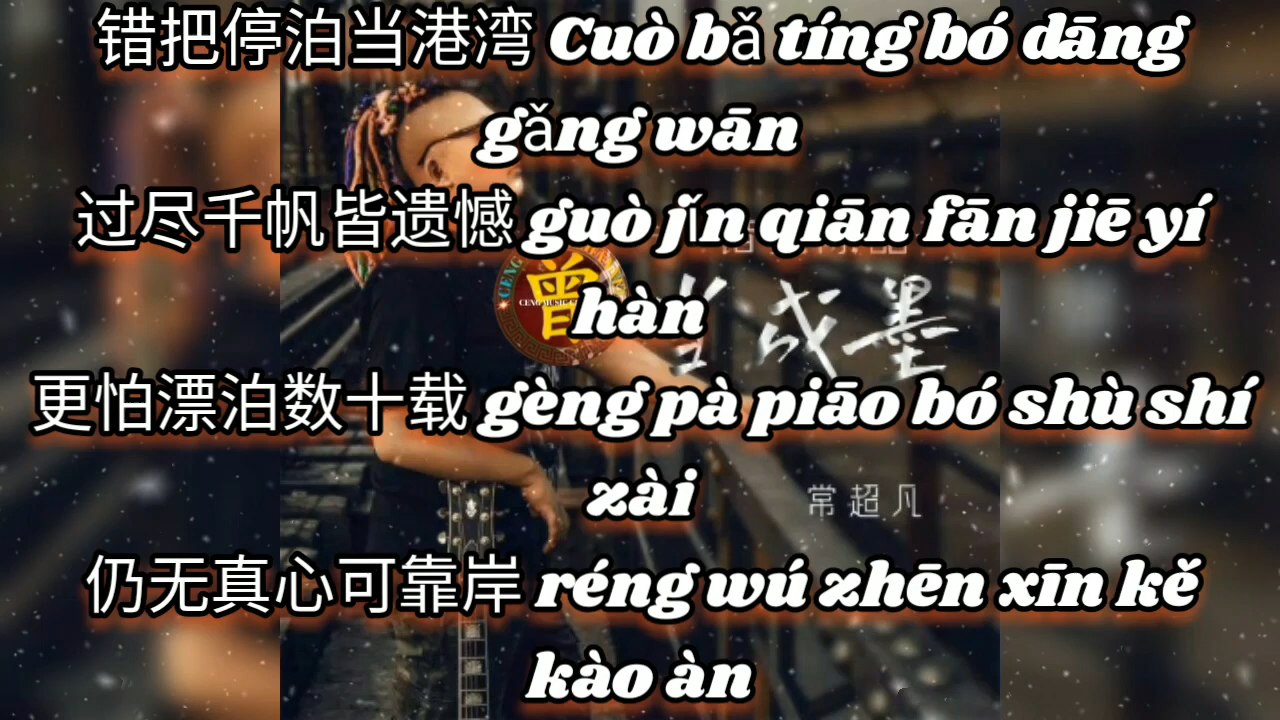 错把停泊当港湾 Cuò bǎ tíng bó dāng
gǎng wān
过尽千帆皆遗憾 guò jǐn qiān fān jiē yí
hàn
更怕漂泊数十载 gèng pà piāo bó shù shí
zài
仍无真心可靠岸 réng wú zhēn xīn kě
kào àn
曾
成墨
常超凡